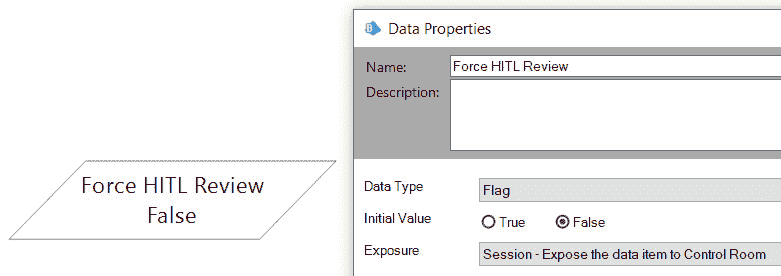 Data Properties
Name: Force HITL Review
Description:
Force HITL Review
False
Data Type Flag
Initial Value True False
Exposure Session - Expose the data item to Control Room